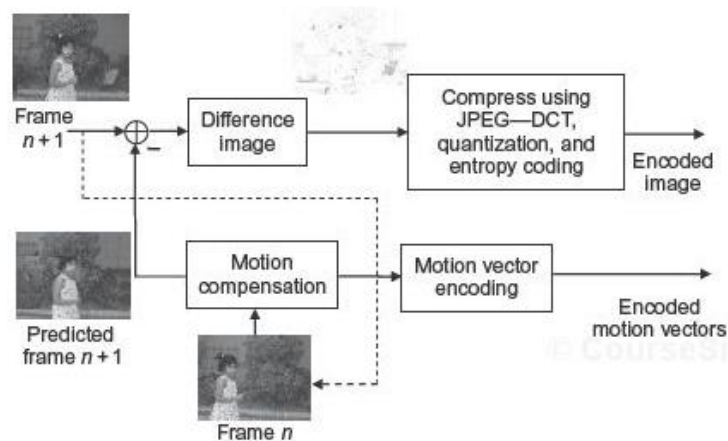 Frame
n + 1
−
Difference
image
Compress using
JPEG—DCT,
quantization, and
entropy coding
Encoded
image
Predicted
frame n + 1
Motion
compensation
Motion vector
encoding
Encoded
motion vectors
Frame n